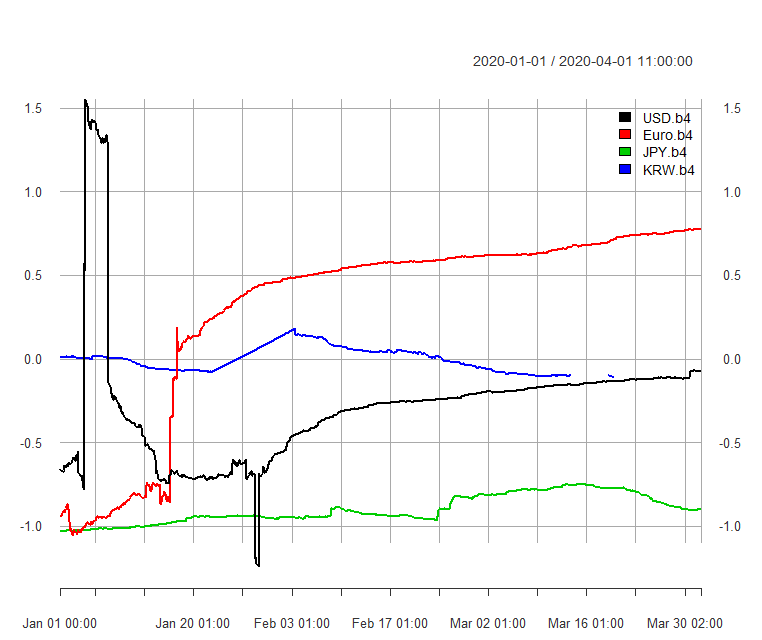 2020-01-01 / 2020-04-01 11:00:00
1.5 1.5
USD.b4
Euro.b4
JPY.b4
KRW.b4
1.0 1.0
0.5 0.5
0.0 0.0
-0.5 -0.5
-1.0 -1.0
Jan 01 00:00 Jan 20 01:00 Feb 03 01:00 Feb 17 01:00 Mar 02 01:00 Mar 16 01:00 Mar 30 02:00